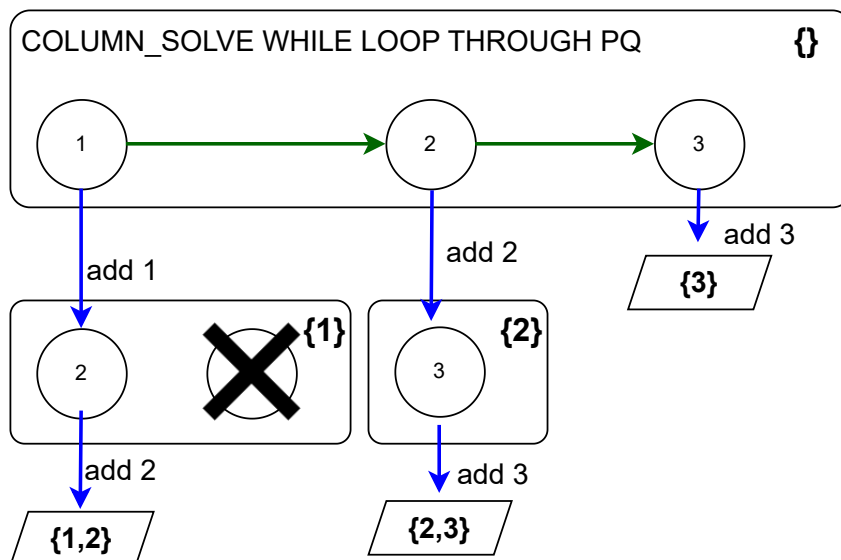 COLUMN_SOLVE WHILE LOOP THROUGH PQ {}
1 2 3
add 1
add 2
add 3
{3}
2 {1}
3 {2}
add 2
add 3
{1,2}
{2,3}